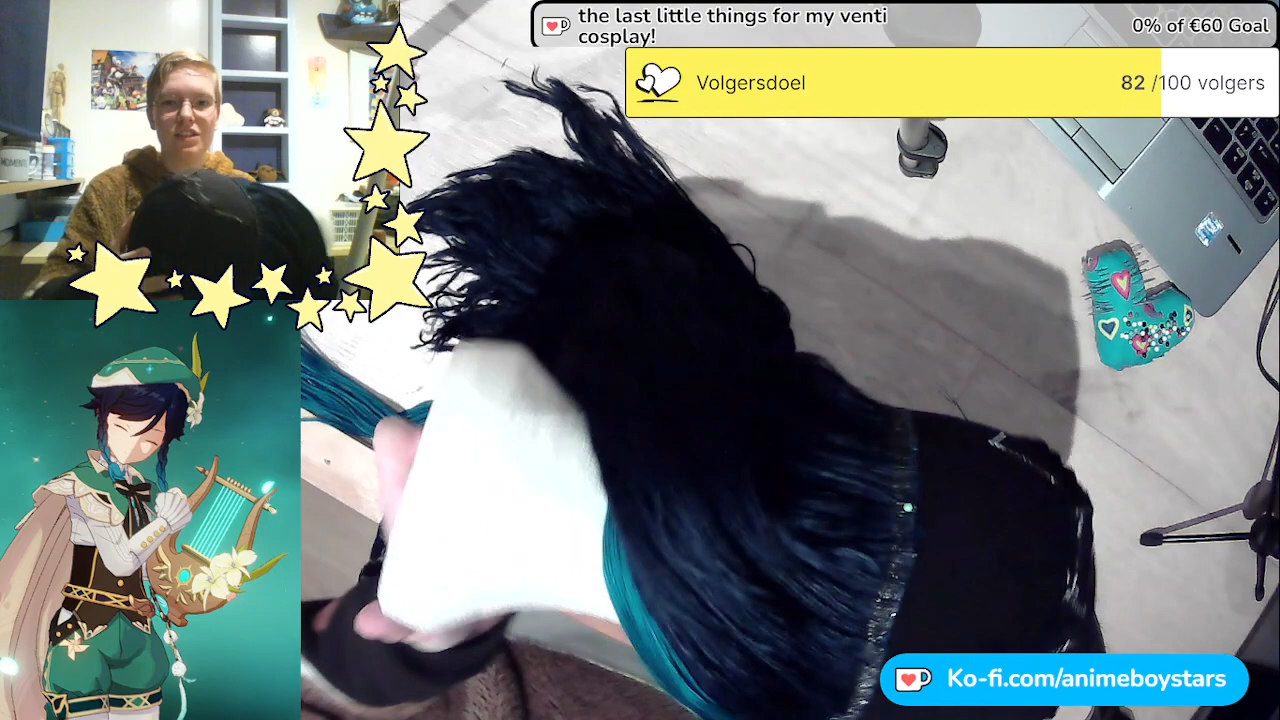 the last little things for my venti
cosplay!
0% of €60 Goal
Volgersdoel
82 /100 volgers
Ko-fi.com/animeboystars